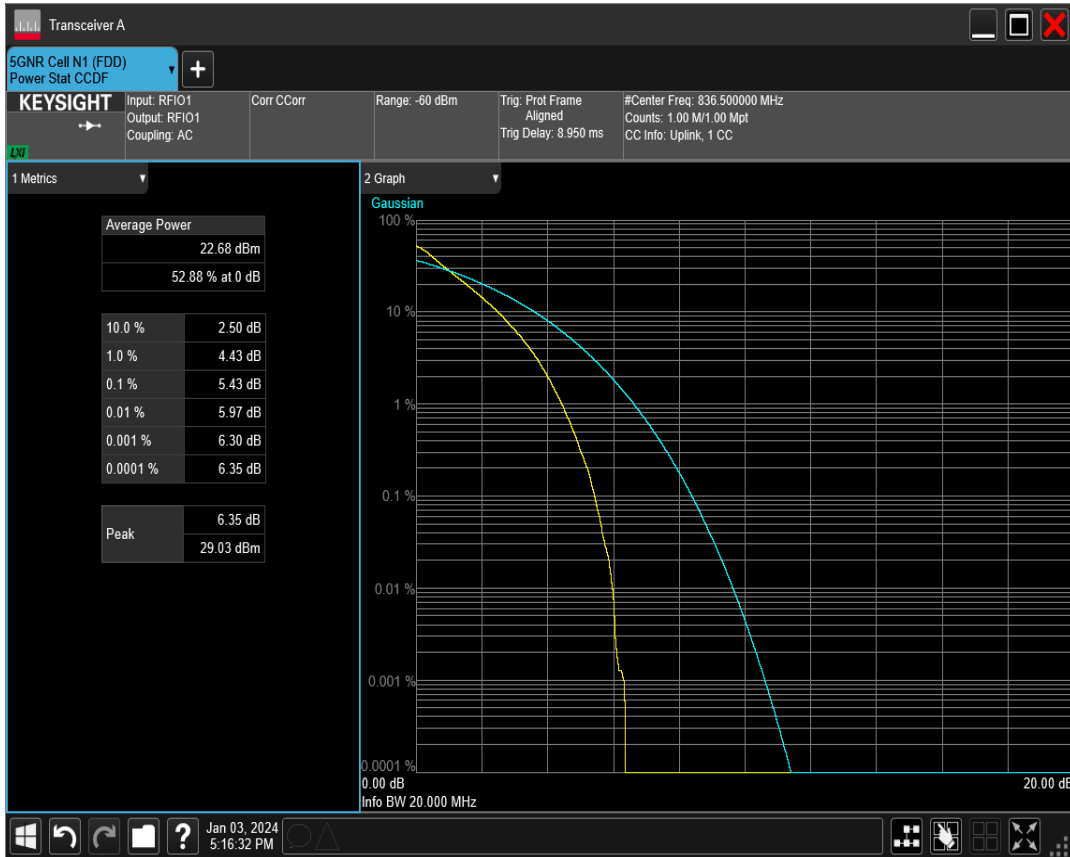 Transceiver A
5GNR Cell N1 (FDD)
Power Stat CCDF
+
KEYSIGHT
LXI
Input: RFIO1
Output: RFIO1
Coupling: AC
Corr CCorr
Range: -60 dBm
Trig: Prot Frame
Aligned
Trig Delay: 8.950 ms
#Center Freq: 836.500000 MHz
Counts: 1.00 M/1.00 Mpt
CC Info: Uplink, 1 CC
1 Metrics
Average Power
22.68 dBm
52.88 % at 0 dB
10.0 % 2.50 dB
1.0 % 4.43 dB
0.1 % 5.43 dB
0.01 % 5.97 dB
0.001 % 6.30 dB
0.0001 % 6.35 dB
Peak 6.35 dB
29.03 dBm
2 Graph
Gaussian
100 %
10 %
1 %
0.1 %
0.01 %
0.001 %
0.0001 %
0.00 dB 20.00 dB
Info BW 20.000 MHz
?
Jan 03, 2024
5:16:32 PM